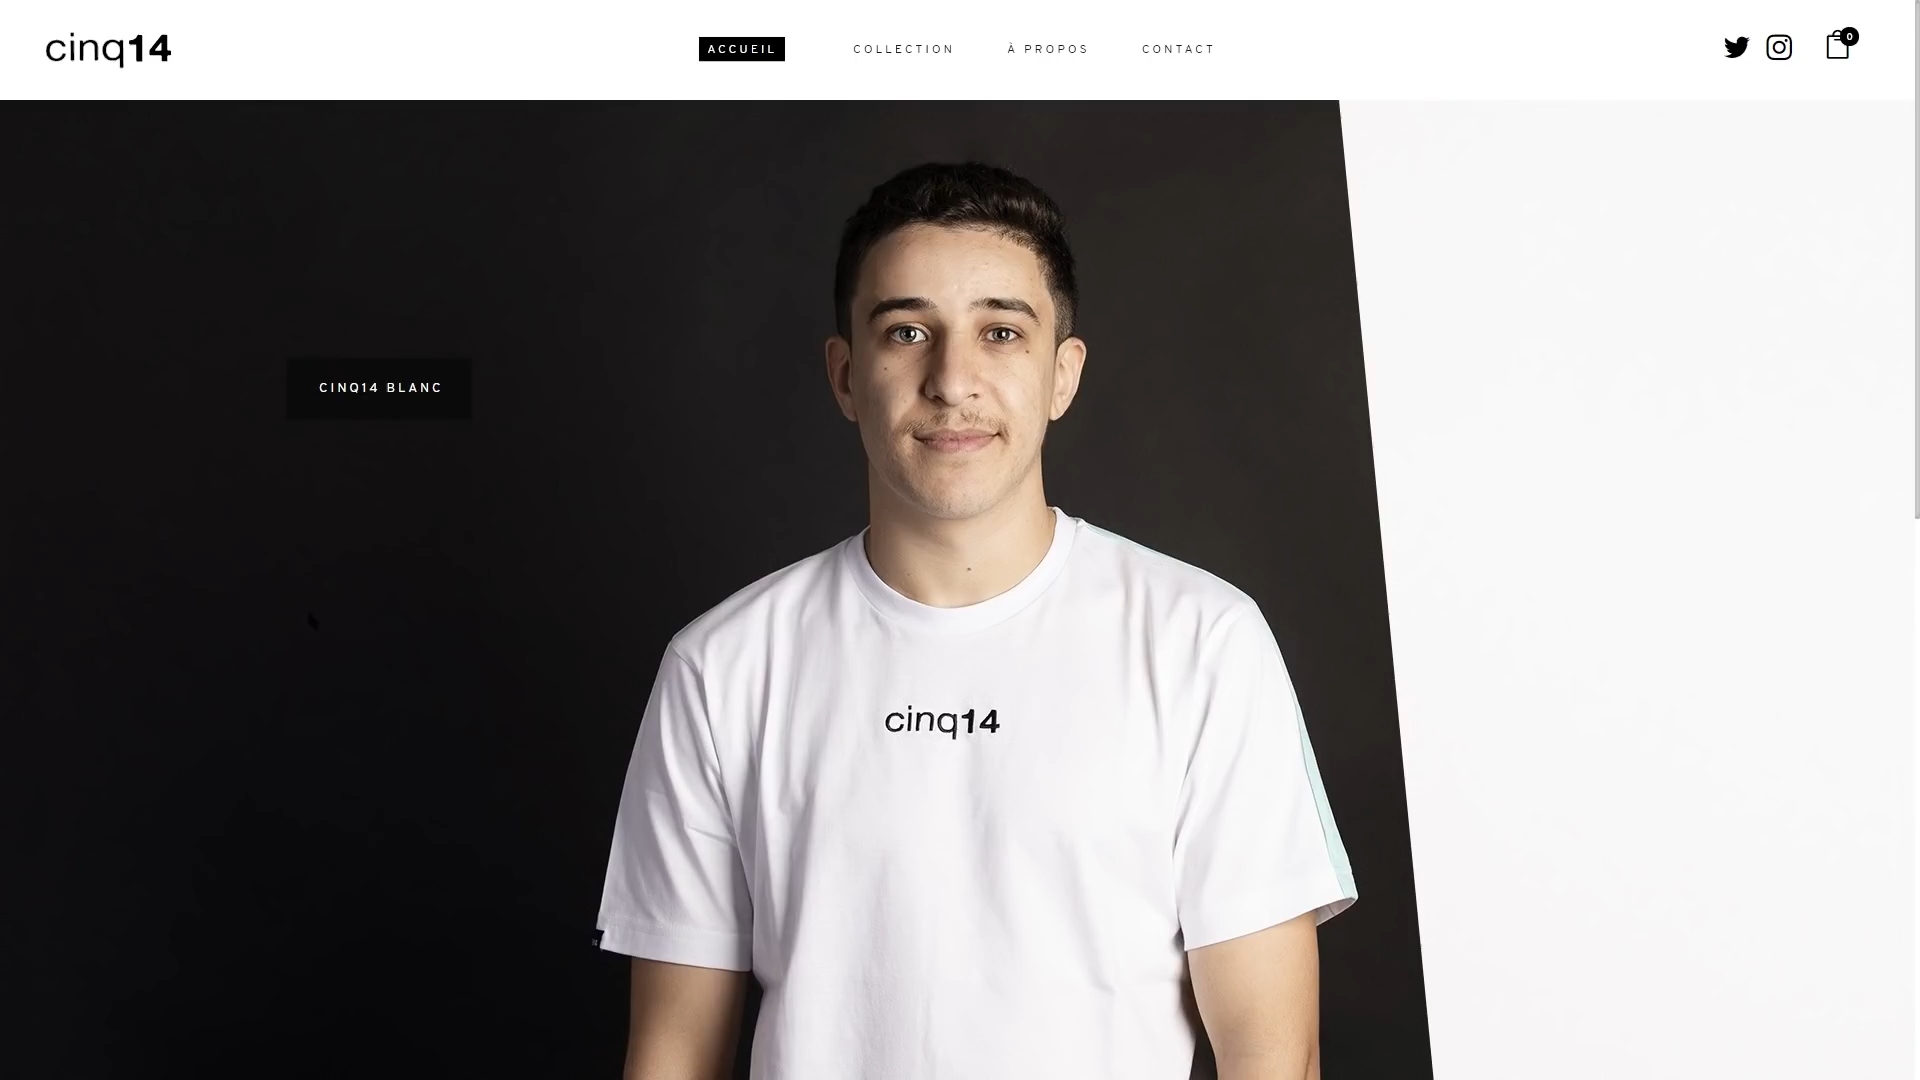 cinq14
ACCUEIL
COLLECTION
À PROPOS
CONTACT
0
CINQ14 BLANC
cinq14